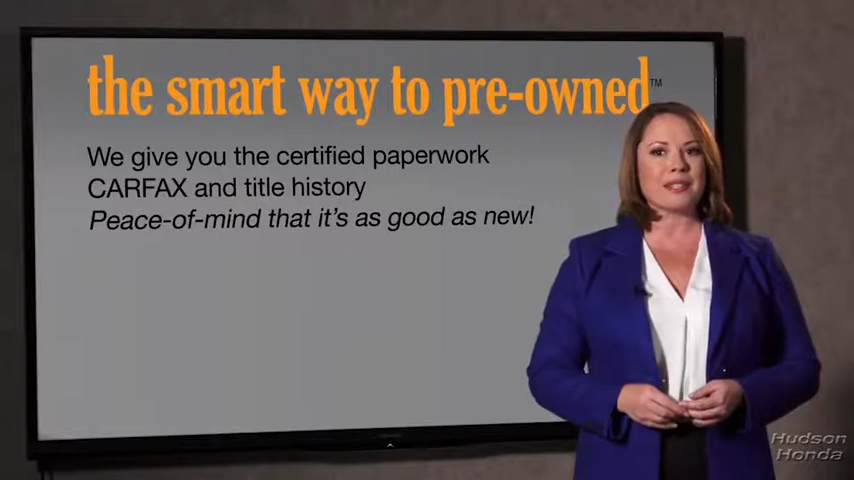 the smart way to pre-owned™
We give you the certified paperwork
CARFAX and title history
Peace-of-mind that it's as good as new!
Hudson
Honda